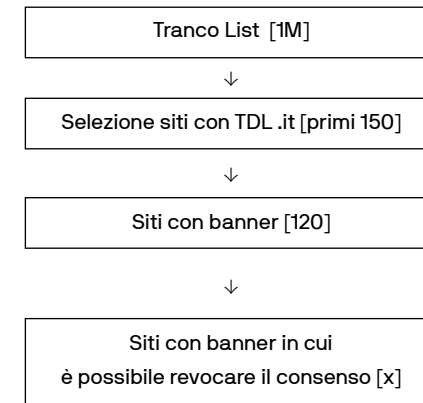 Tranco List [1M]
↓
Selezione siti con TDL .it [primi 150]
↓
Siti con banner [120]
↓
Siti con banner in cui
è possibile revocare il consenso [x]